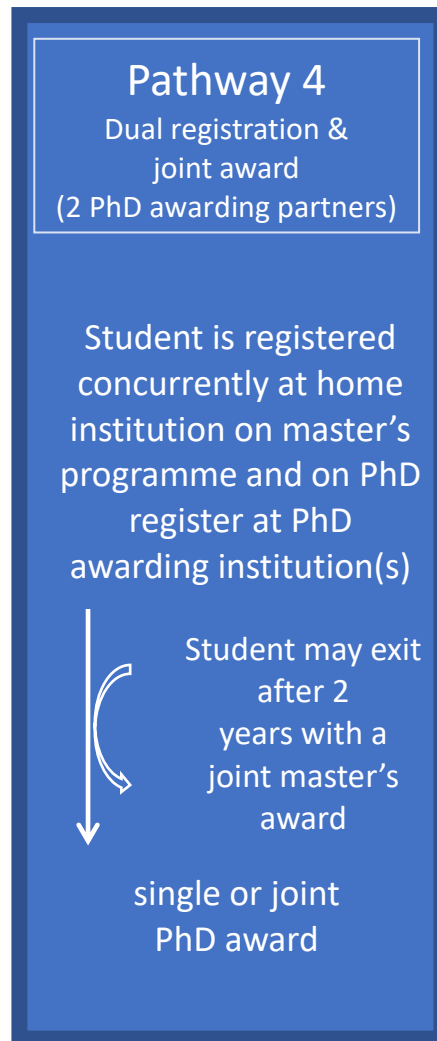 Pathway 4
Dual registration &
joint award
(2 PhD awarding partners)
Student is registered
concurrently at home
institution on master’s
programme and on PhD
register at PhD
awarding institution(s)
Student may exit
after 2
years with a
joint master’s
award
single or joint
PhD award